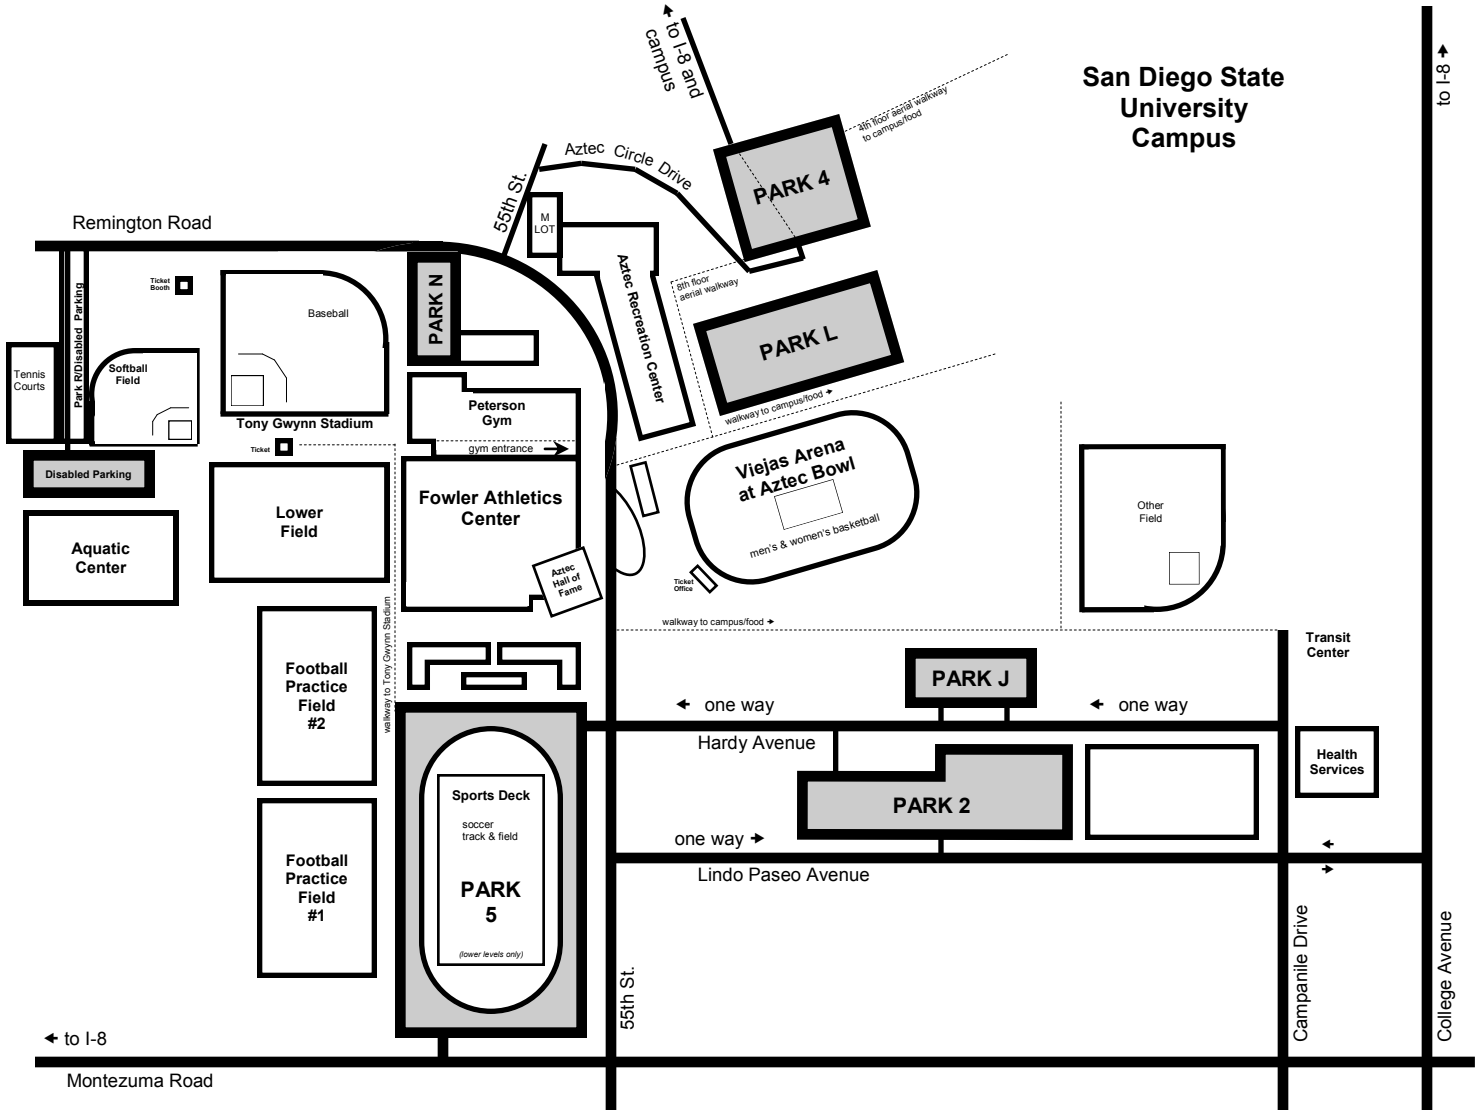 to I-8 and
campus
San Diego State
University
Campus
to I-8
4th floor aerial walkway
to campus/food
Aztec Circle Drive
PARK 4
55th St.
M
LOT
Remington Road
Ticket
Booth
Park R/Disabled Parking
Baseball
PARK N
Aztec Recreation Center
8th floor
aerial walkway
PARK L
walkway to campus/food
Tennis
Courts
Softball
Field
Tony Gwynn Stadium
Ticket
Peterson
Gym
gym entrance
Disabled Parking
Lower
Field
Fowler Athletics
Center
Viejas Arena
at Aztec Bowl
men's & women's basketball
Other
Field
Aquatic
Center
Aztec
Hall of
Fame
Ticket
Office
walkway to campus/food
walkway to Tony Gwynn Stadium
Transit
Center
Football
Practice
Field
#2
PARK J
one way
one way
Hardy Avenue
Health
Services
Sports Deck
soccer
track & field
PARK
5
(lower levels only)
PARK 2
one way
Lindo Paseo Avenue
Football
Practice
Field
#1
55th St.
Campanile Drive
College Avenue
to I-8
Montezuma Road